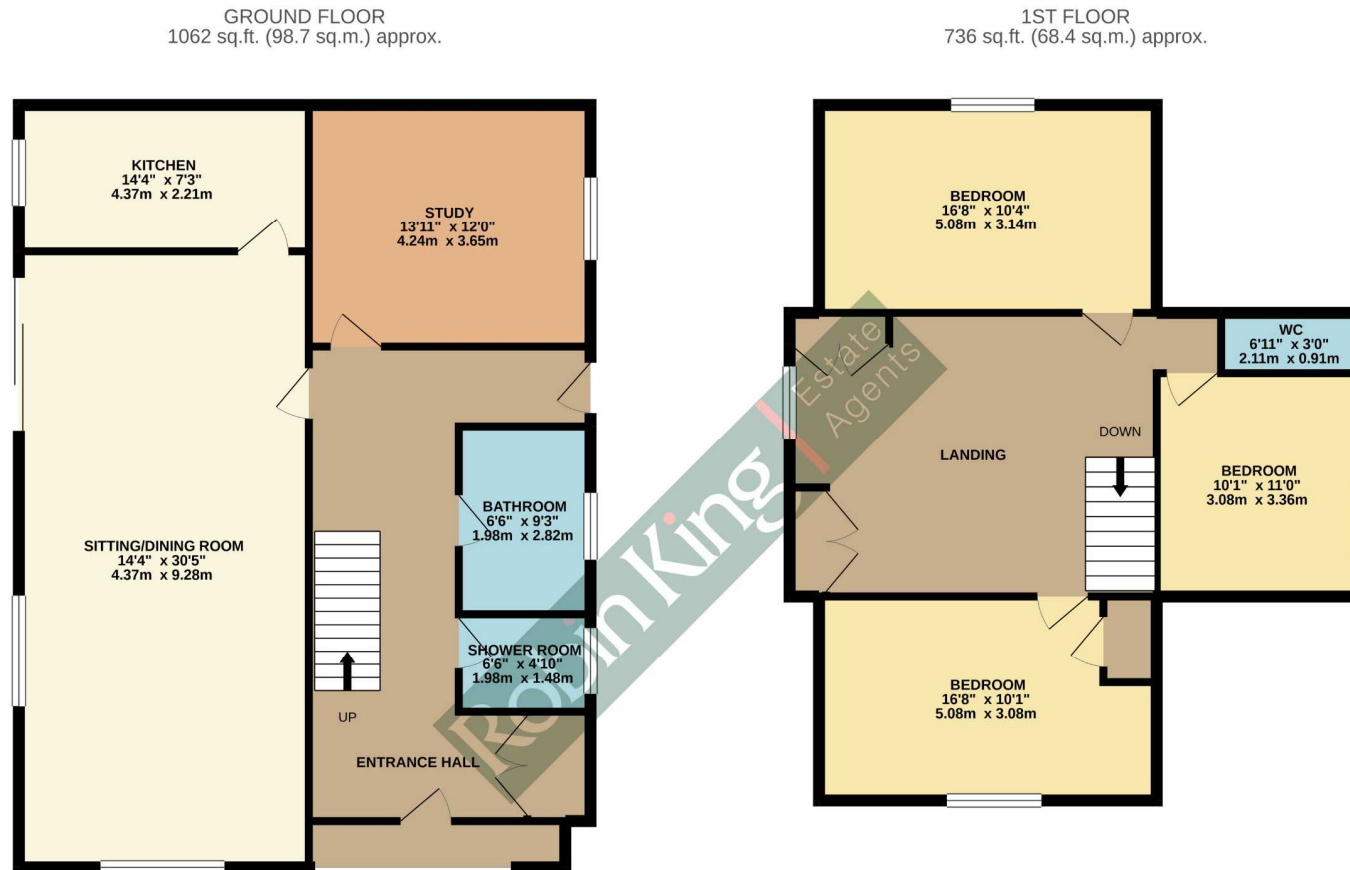 GROUND FLOOR
1062 sq.ft. (98.7 sq.m.) approx.
KITCHEN
14'4" x 7'3"
4.37m x 2.21m
STUDY
13'11" x 12'0"
4.24m x 3.65m
SITTING/DINING ROOM
14'4" x 30'5"
4.37m x 9.28m
BATHROOM
6'6" x 9'3"
1.98m x 2.82m
SHOWER ROOM
6'6" x 4'10"
1.98m x 1.48m
UP
ENTRANCE HALL
1ST FLOOR
736 sq.ft. (68.4 sq.m.) approx.
BEDROOM
16'8" x 10'4"
5.08m x 3.14m
WC
6'11" x 3'0"
2.11m x 0.91m
DOWN
LANDING
BEDROOM
10'1" x 11'0"
3.08m x 3.36m
BEDROOM
16'8" x 10'1"
5.08m x 3.08m
Robin King
Estate
Agents